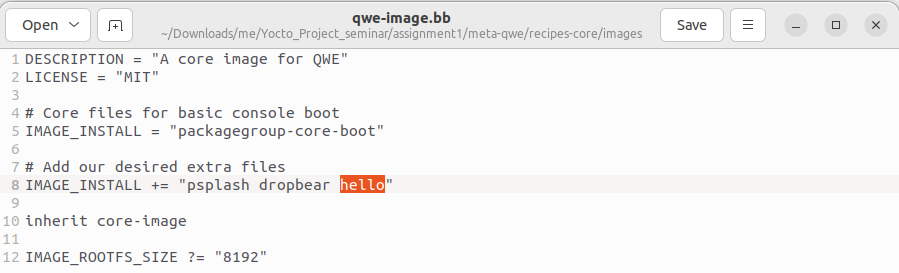 Open
qwe-image.bb
~/Downloads/me/Yocto_Project_seminar/assignment1/meta-qwe/recipes-core/images
Save
1 DESCRIPTION = "A core image for QWE"
2 LICENSE = "MIT"
3
4 # Core files for basic console boot
5 IMAGE_INSTALL = "packagegroup-core-boot"
6
7 # Add our desired extra files
8 IMAGE_INSTALL += "psplash dropbear hello"
9
10 inherit core-image
11
12 IMAGE_ROOTFS_SIZE ?= "8192"